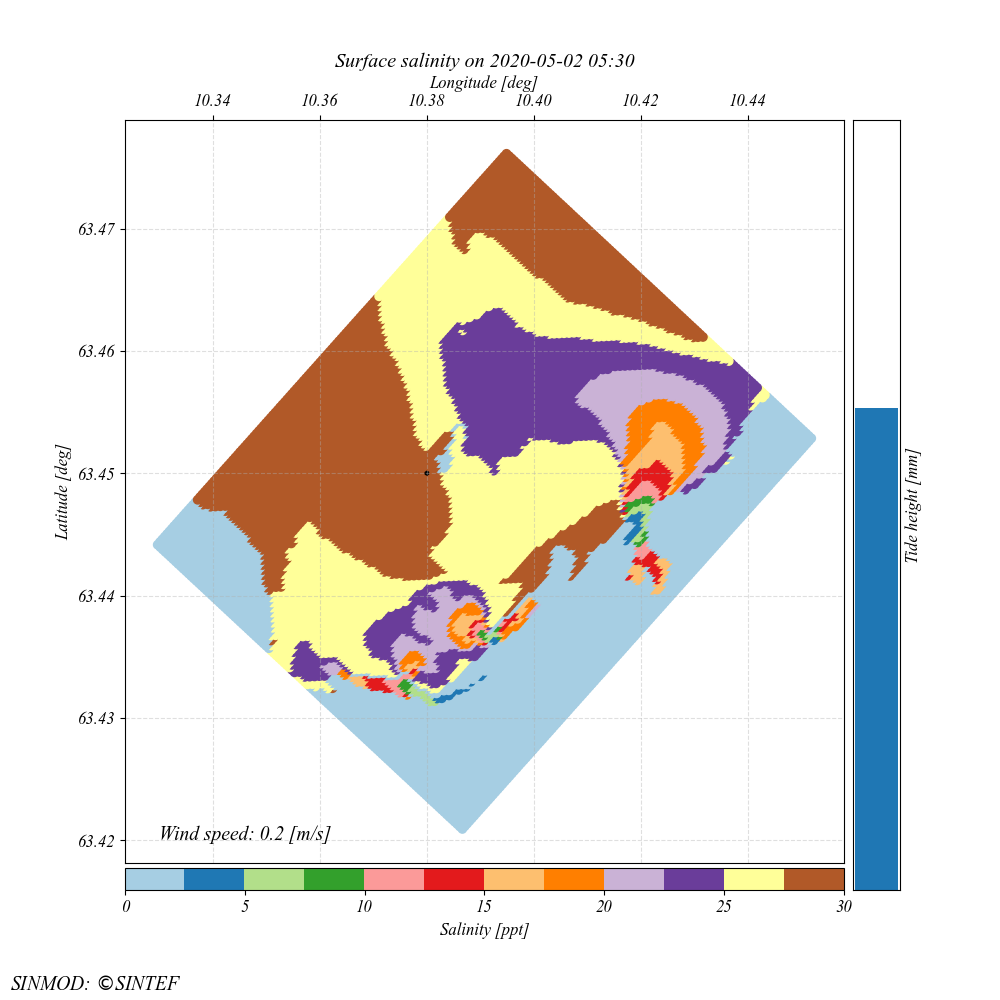 Surface salinity on 2020-05-02 05:30
Longitude [deg]
10.34 10.36 10.38 10.40 10.42 10.44
63.47
63.46
63.45
63.44
63.43
63.42
Latitude [deg]
Tide height [mm]
Wind speed: 0.2 [m/s]
0 5 10 15 20 25 30
Salinity [ppt]
SINMOD: ©SINTEF